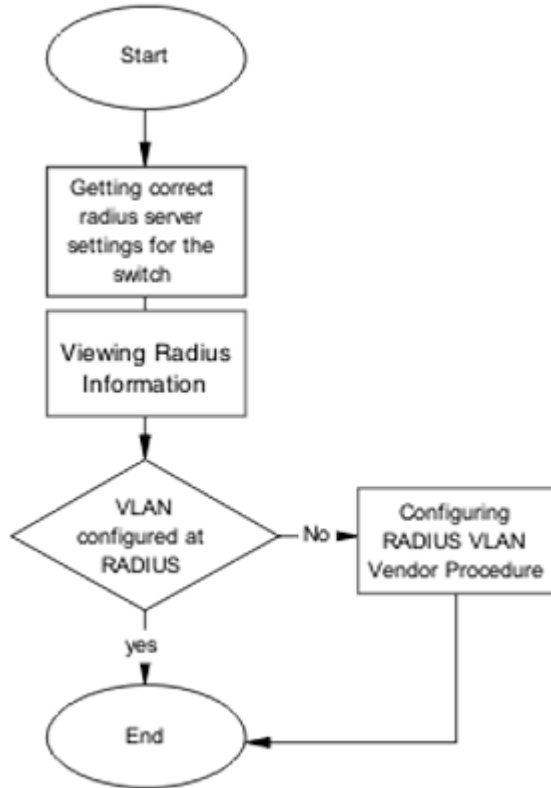 Start
Getting correct
radius server
settings for the
switch
Viewing Radius
Information
VLAN
configured at
RADIUS
No
Configuring
RADIUS VLAN
Vendor Procedure
yes
End